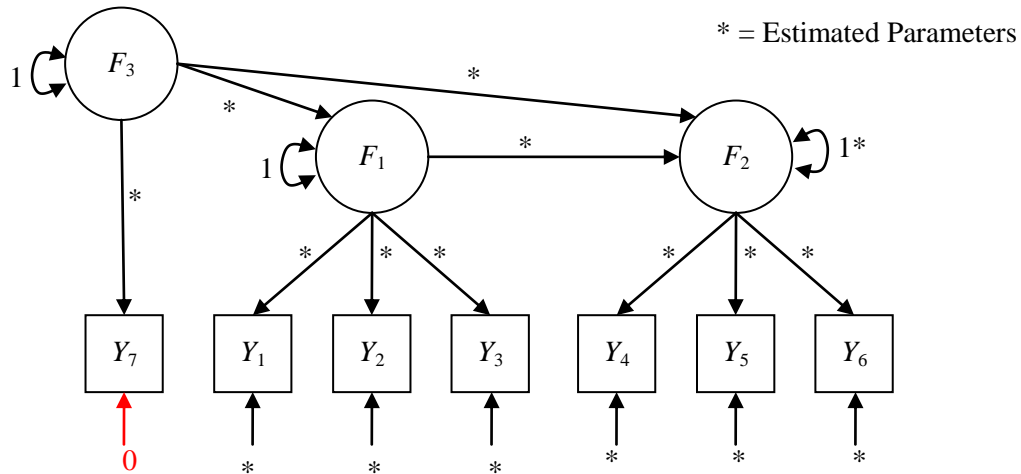 * = Estimated Parameters
1 F₃ * *
1 F₁ * F₂ 1*
*
* * * * * *
Y₇ Y₁ Y₂ Y₃ Y₄ Y₅ Y₆
0 * * * * * *